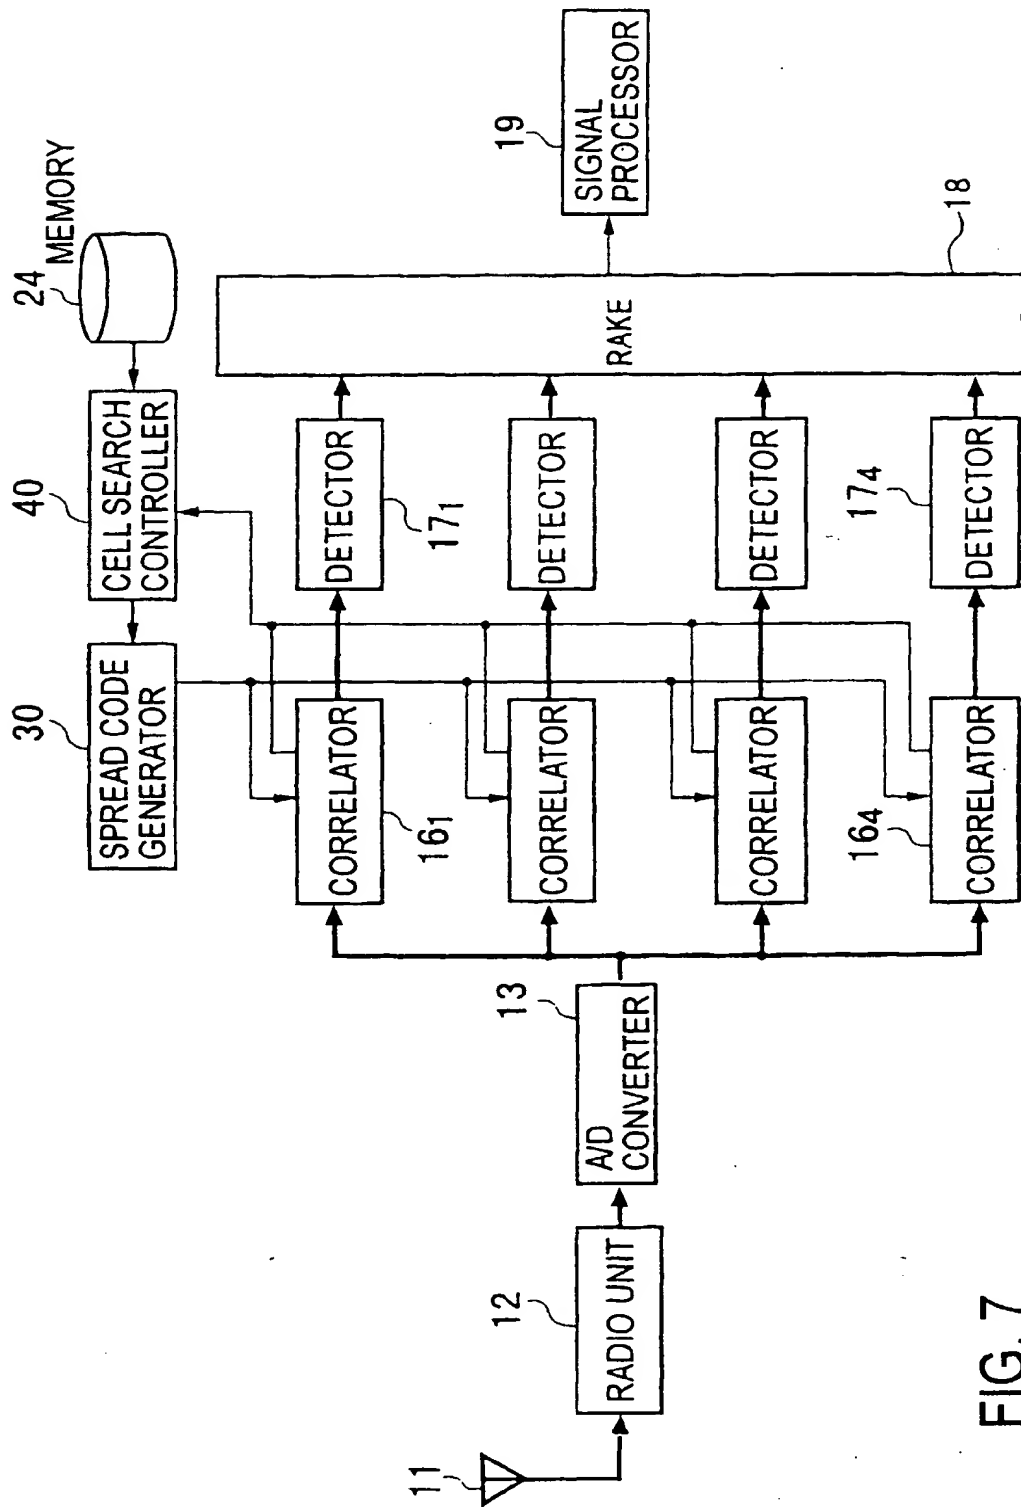 24
MEMORY
40
CELL SEARCH
CONTROLLER
30
SPREAD CODE
GENERATOR
11
12
RADIO UNIT
13
A/D
CONVERTER
CORRELATOR
16₁
DETECTOR
17₁
CORRELATOR
DETECTOR
CORRELATOR
DETECTOR
16₄
CORRELATOR
17₄
DETECTOR
RAKE
18
19
SIGNAL
PROCESSOR
FIG. 7